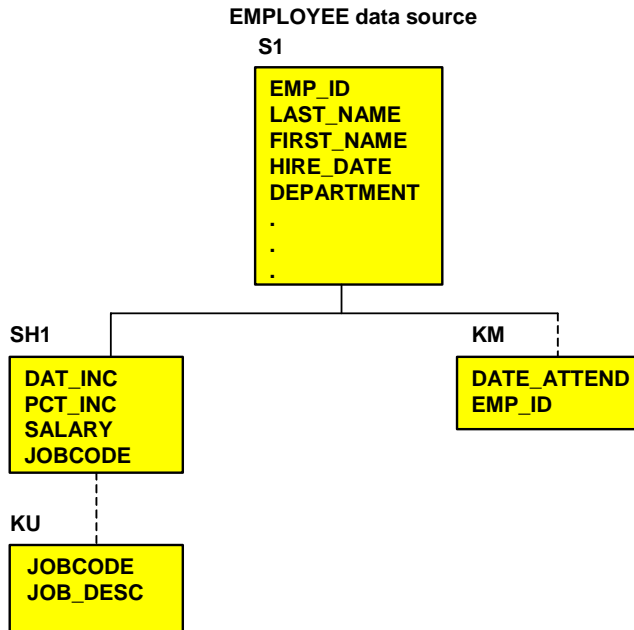 EMPLOYEE data source
S1
EMP_ID
LAST_NAME
FIRST_NAME
HIRE_DATE
DEPARTMENT
.
.
.
SH1
DAT_INC
PCT_INC
SALARY
JOBCODE
KM
DATE_ATTEND
EMP_ID
KU
JOBCODE
JOB_DESC